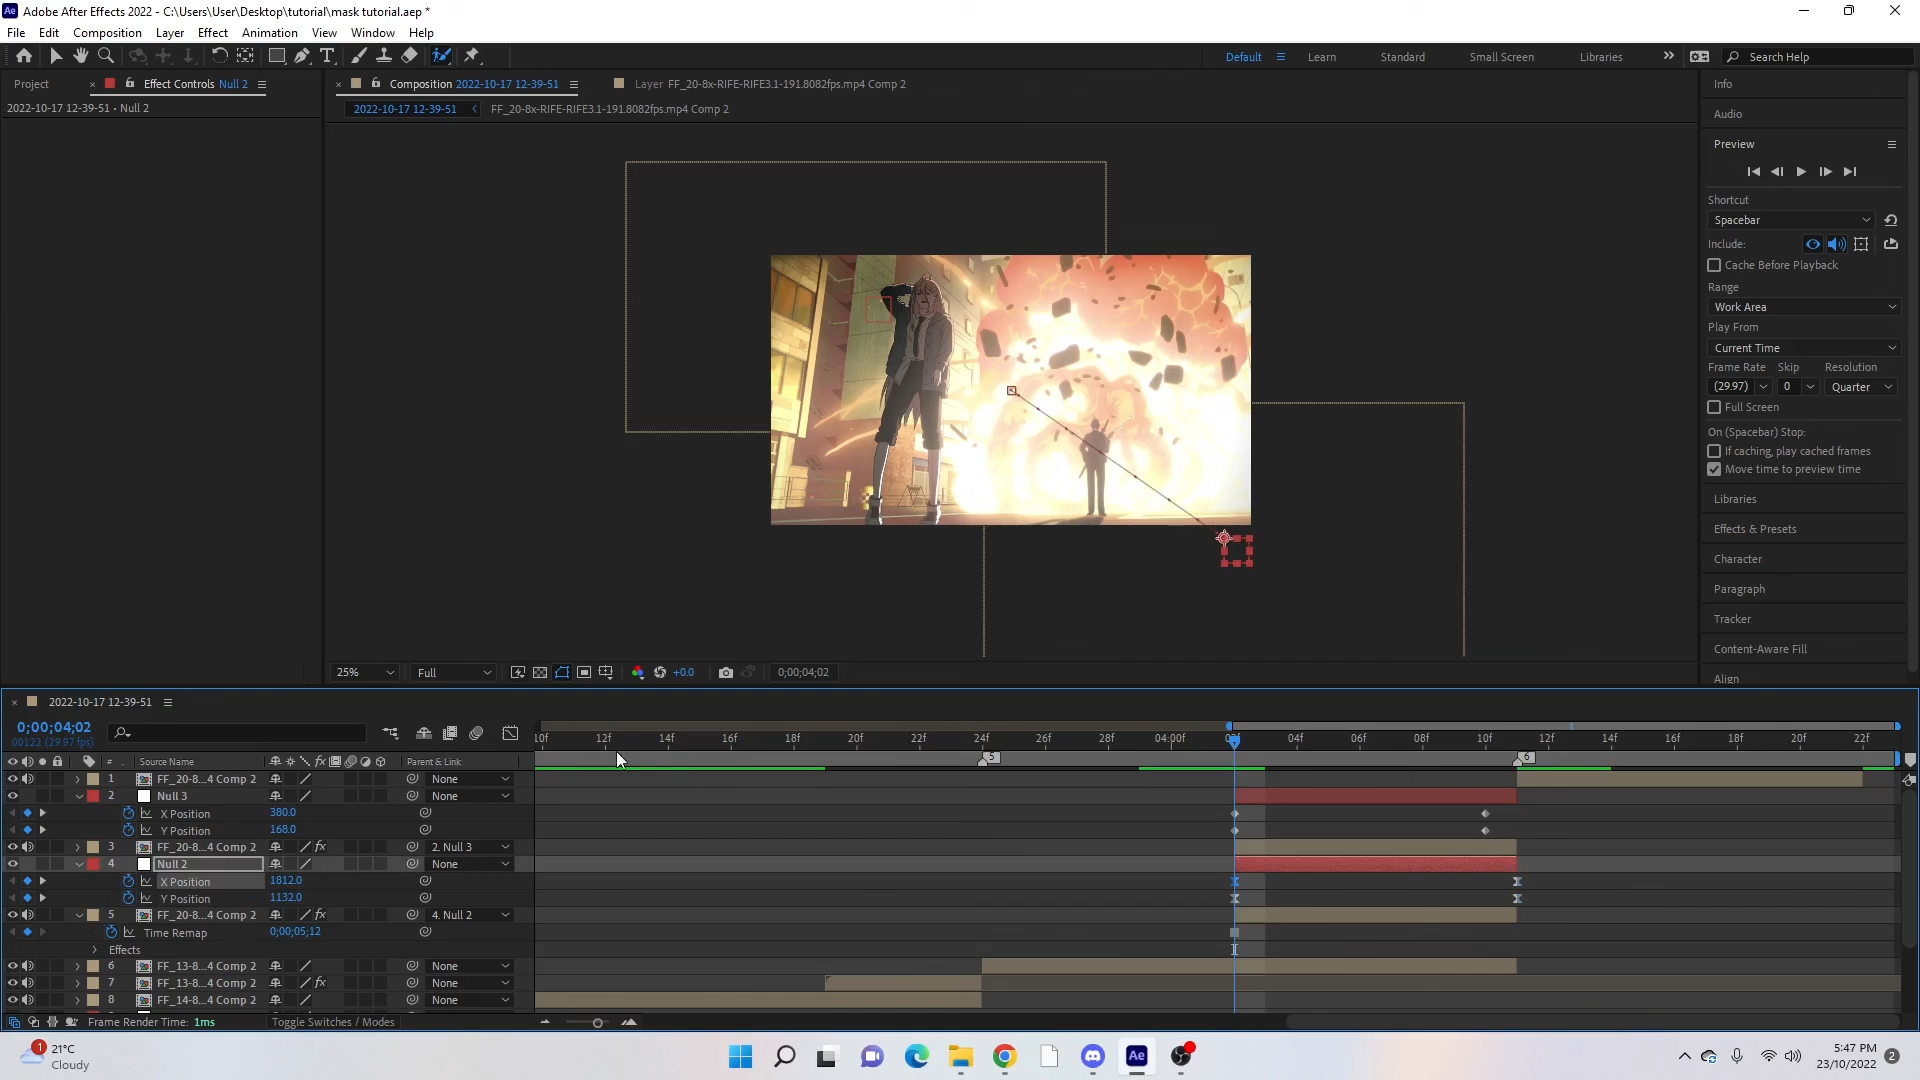 Adobe After Effects 2022 - C:\Users\User\Desktop\tutorial\mask tutorial.aep *
File Edit Composition Layer Effect Animation View Window Help
Default Learn Standard Small Screen Libraries Search Help
Project Effect Controls Null 2
2022-10-17 12-39-51 • Null 2
Composition 2022-10-17 12-39-51 Layer FF_20-8x-RIFE-RIFE3.1-191.8082fps.mp4 Comp 2
2022-10-17 12-39-51 FF_20-8x-RIFE-RIFE3.1-191.8082fps.mp4 Comp 2
25% Full +0.0 0;00;04;02
Info
Audio
Preview
Shortcut
Spacebar
Include:
Cache Before Playback
Range
Work Area
Play From
Current Time
Frame Rate Skip Resolution
(29.97) 0 Quarter
Full Screen
On (Spacebar) Stop:
If caching, play cached frames
Move time to preview time
Libraries
Effects & Presets
Character
Paragraph
Tracker
Content-Aware Fill
Align
2022-10-17 12-39-51
0;00;04;02
00122 (29.97 fps)
10f 12f 14f 16f 18f 20f 22f 24f 26f 28f 04:00f 04f 06f 08f 10f 12f 14f 16f 18f 20f 22f
5 6
# Source Name Parent & Link
1 FF_20-8...4 Comp 2 None
2 Null 3 None
X Position 380.0
Y Position 168.0
3 FF_20-8...4 Comp 2 2. Null 3
4 Null 2 None
X Position 1812.0
Y Position 1132.0
5 FF_20-8...4 Comp 2 4. Null 2
Time Remap 0;00;05;12
Effects
6 FF_13-8...4 Comp 2 None
7 FF_13-8...4 Comp 2 None
8 FF_14-8...4 Comp 2 None
Frame Render Time: 1ms Toggle Switches / Modes
1 21°C
Cloudy
Ae
5:47 PM
23/10/2022 2